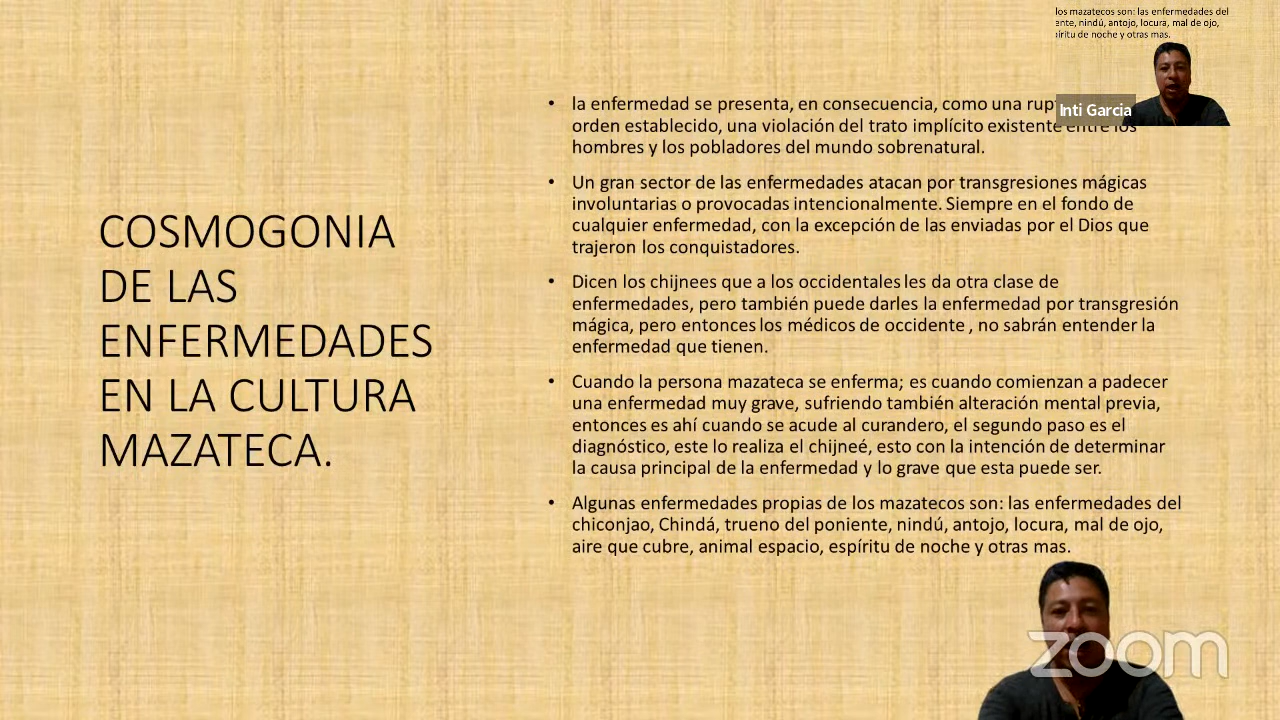 COSMOGONIA
DE LAS
ENFERMEDADES
EN LA CULTURA
MAZATECA.
• la enfermedad se presenta, en consecuencia, como una
orden establecido, una violación del trato implícito existente entre los
hombres y los pobladores del mundo sobrenatural.
• Un gran sector de las enfermedades atacan por transgresiones mágicas
involuntarias o provocadas intencionalmente. Siempre en el fondo de
cualquier enfermedad, con la excepción de las enviadas por el Dios que
trajeron los conquistadores.
• Dicen los chijnees que a los occidentales les da otra clase de
enfermedades, pero también puede darles la enfermedad por transgresión
mágica, pero entonces los médicos de occidente , no sabrán entender la
enfermedad que tienen.
• Cuando la persona mazateca se enferma; es cuando comienzan a padecer
una enfermedad muy grave, sufriendo también alteración mental previa,
entonces es ahí cuando se acude al curandero, el segundo paso es el
diagnóstico, este lo realiza el chijneé, esto con la intención de determinar
la causa principal de la enfermedad y lo grave que esta puede ser.
• Algunas enfermedades propias de los mazatecos son: las enfermedades del
chiconjao, Chindá, trueno del poniente, nindú, antojo, locura, mal de ojo,
aire que cubre, animal espacio, espíritu de noche y otras mas.
los mazatecos son: las enfermedades del
nindú, antojo, locura, mal de ojo,
de noche y otras mas.
Inti Garcia
zoom